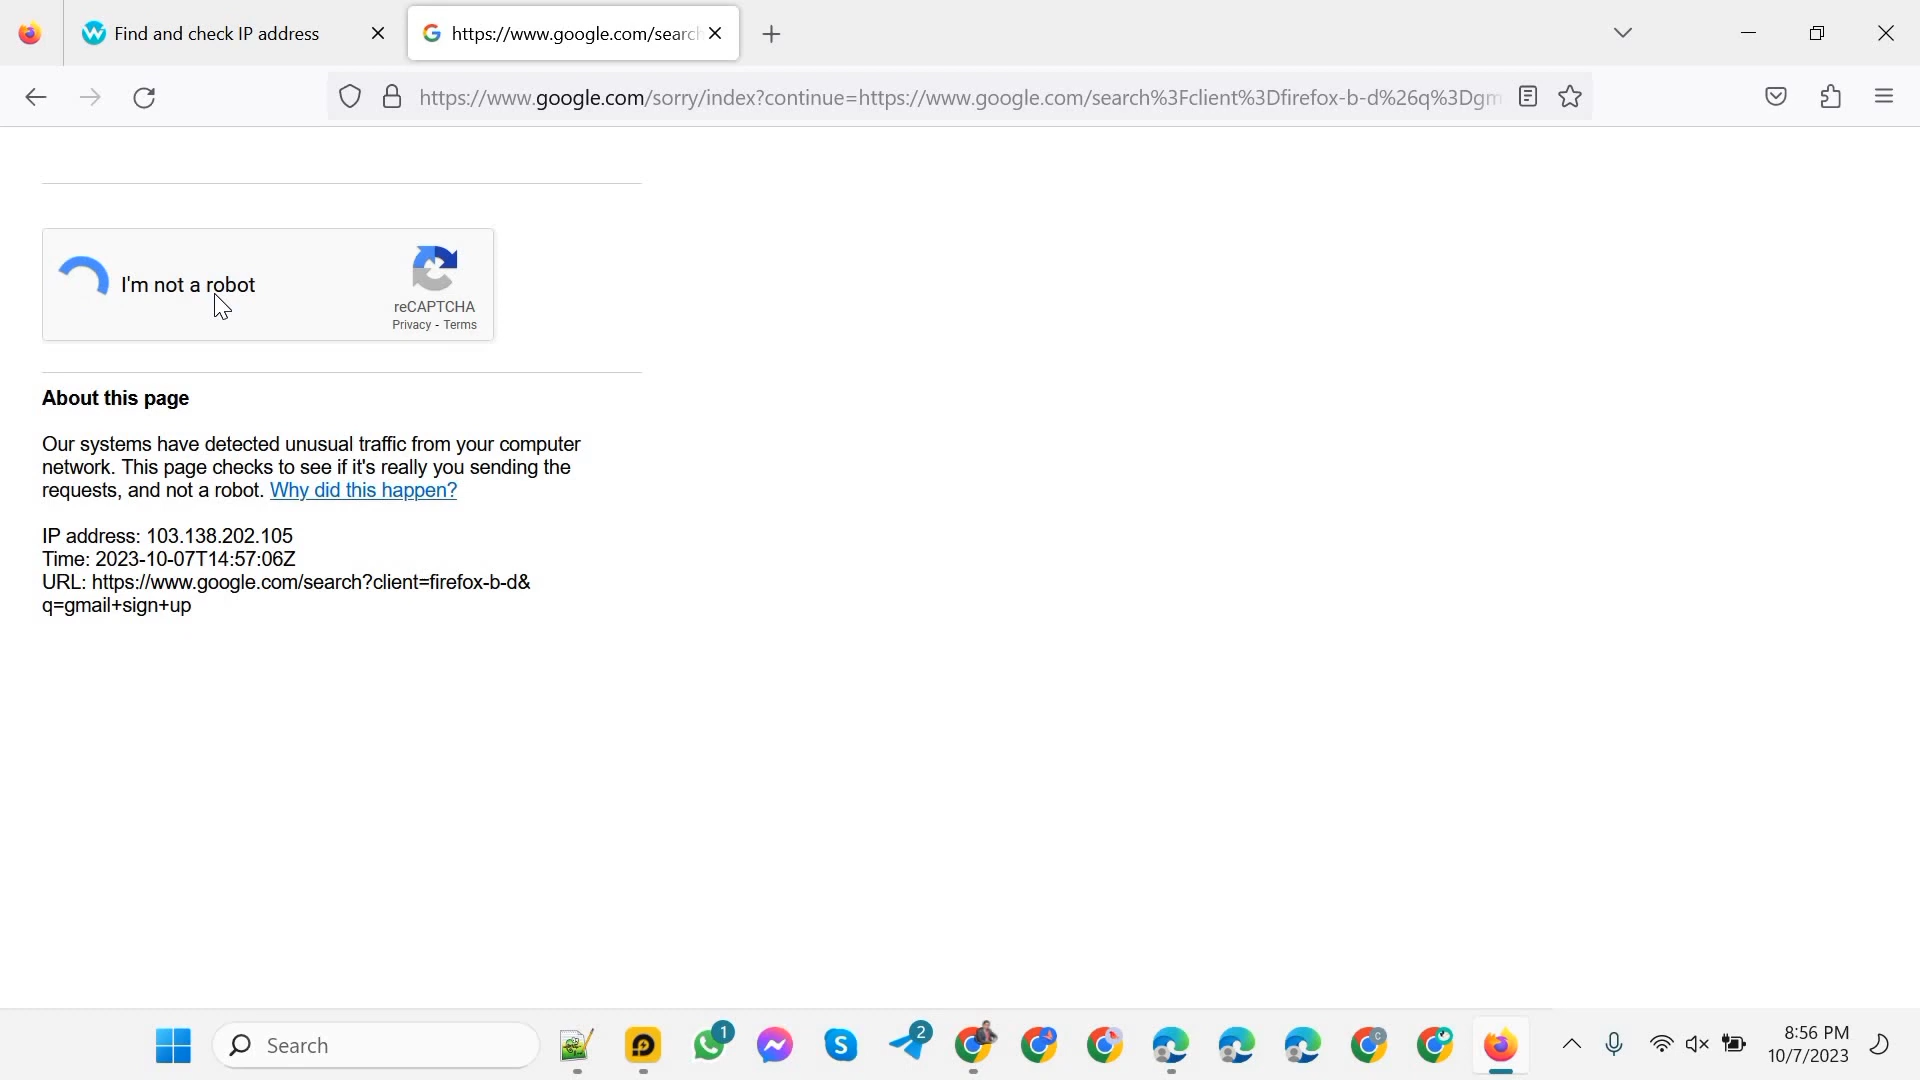 Find and check IP address
https://www.google.com/searc
https://www.google.com/sorry/index?continue=https://www.google.com/search%3Fclient%3Dfirefox-b-d%26q%3Dgm
I'm not a robot
reCAPTCHA
Privacy - Terms
About this page
Our systems have detected unusual traffic from your computer
network. This page checks to see if it's really you sending the
requests, and not a robot. Why did this happen?
IP address: 103.138.202.105
Time: 2023-10-07T14:57:06Z
URL: https://www.google.com/search?client=firefox-b-d&
q=gmail+sign+up
Search
1
2
C
8:56 PM
10/7/2023